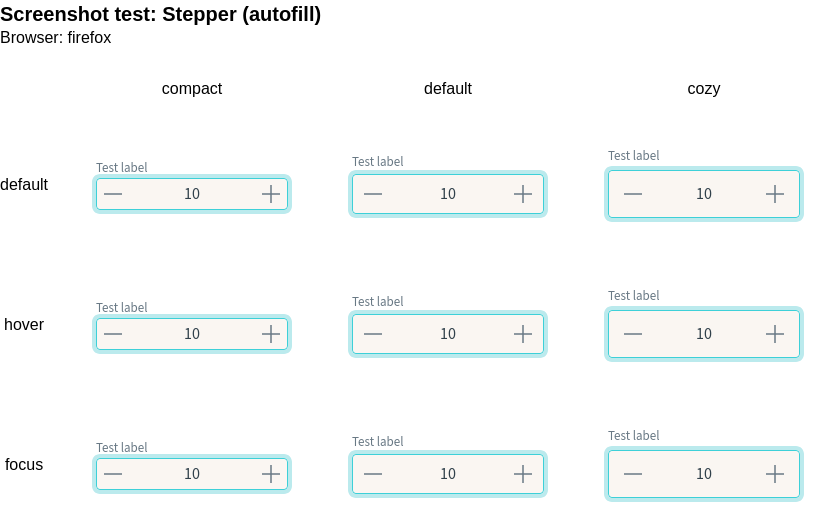 Screenshot test: Stepper (autofill)
Browser: firefox
compact default cozy
Test label Test label Test label
default 10 10 10
Test label Test label Test label
hover 10 10 10
Test label Test label Test label
focus 10 10 10